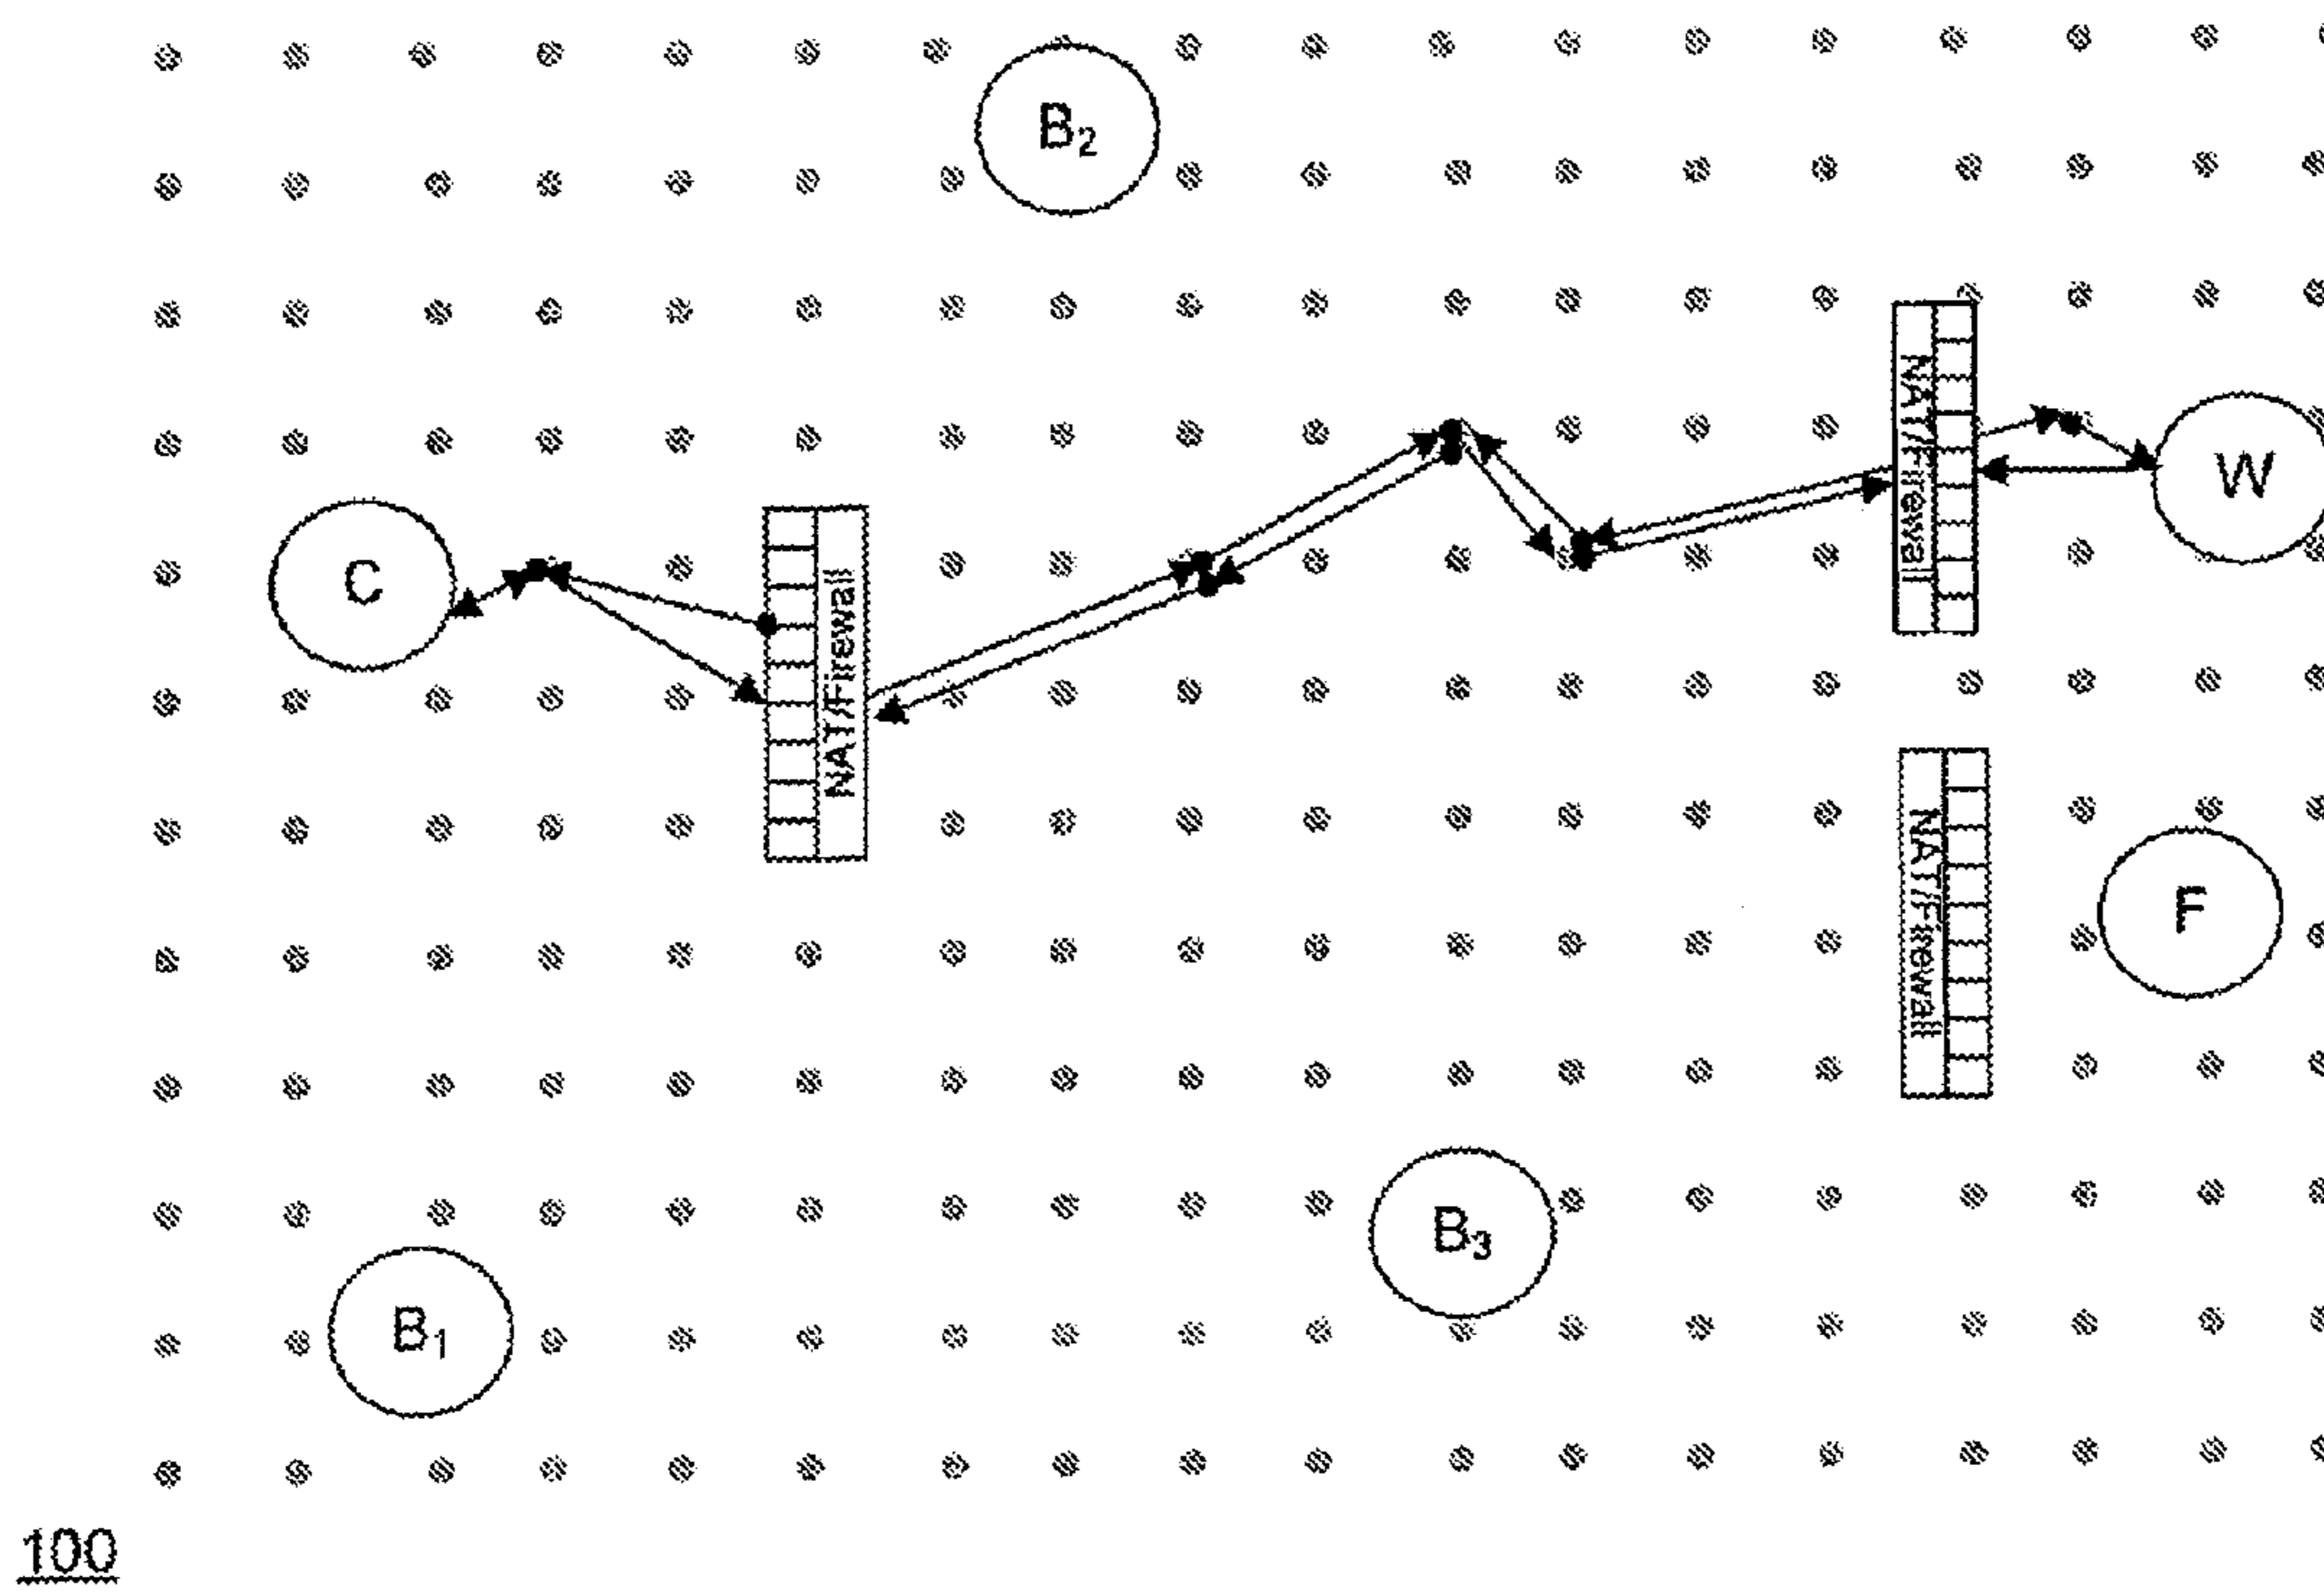 B₂
NAT/Firewall
W
C
NAT/Firewall
NAT/Firewall
F
B₃
B₁
100